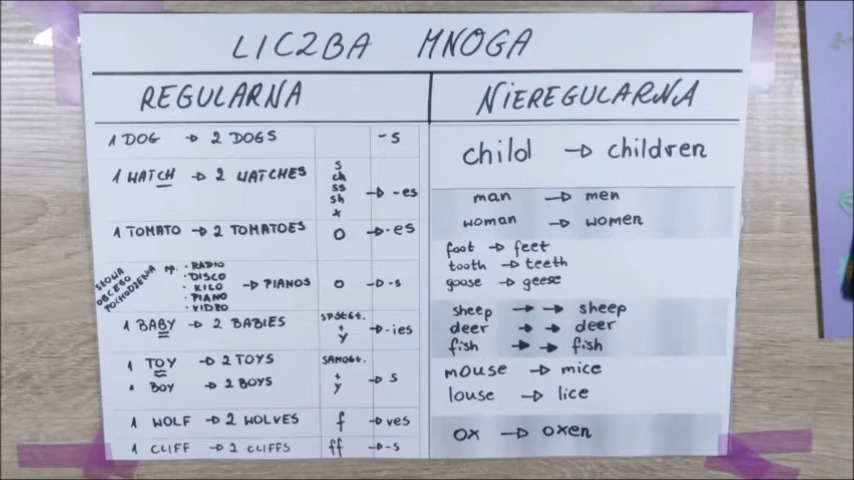 LICZBA MNOGA
REGULARNA
1 DOG → 2 DOGS -s
1 WATCH → 2 WATCHES s ch ss sh x → -es
1 TOMATO → 2 TOMATOES O → -es
SŁOWA OBCEGO POCHODZENIA np. · RADIO
· DISCO
· KILO → PIANOS O → -s
· PIANO
· VIDEO
1 BABY → 2 BABIES SPÓŁGŁ. + y → -ies
1 TOY → 2 TOYS SAMOGŁ.
1 BOY → 2 BOYS + y → s
1 WOLF → 2 WOLVES f → ves
1 CLIFF → 2 CLIFFS ff → -s
NIEREGULARNA
child → children
man → men
woman → women
foot → feet
tooth → teeth
goose → geese
sheep → → sheep
deer → → deer
fish → → fish
mouse → mice
louse → lice
ox → oxen